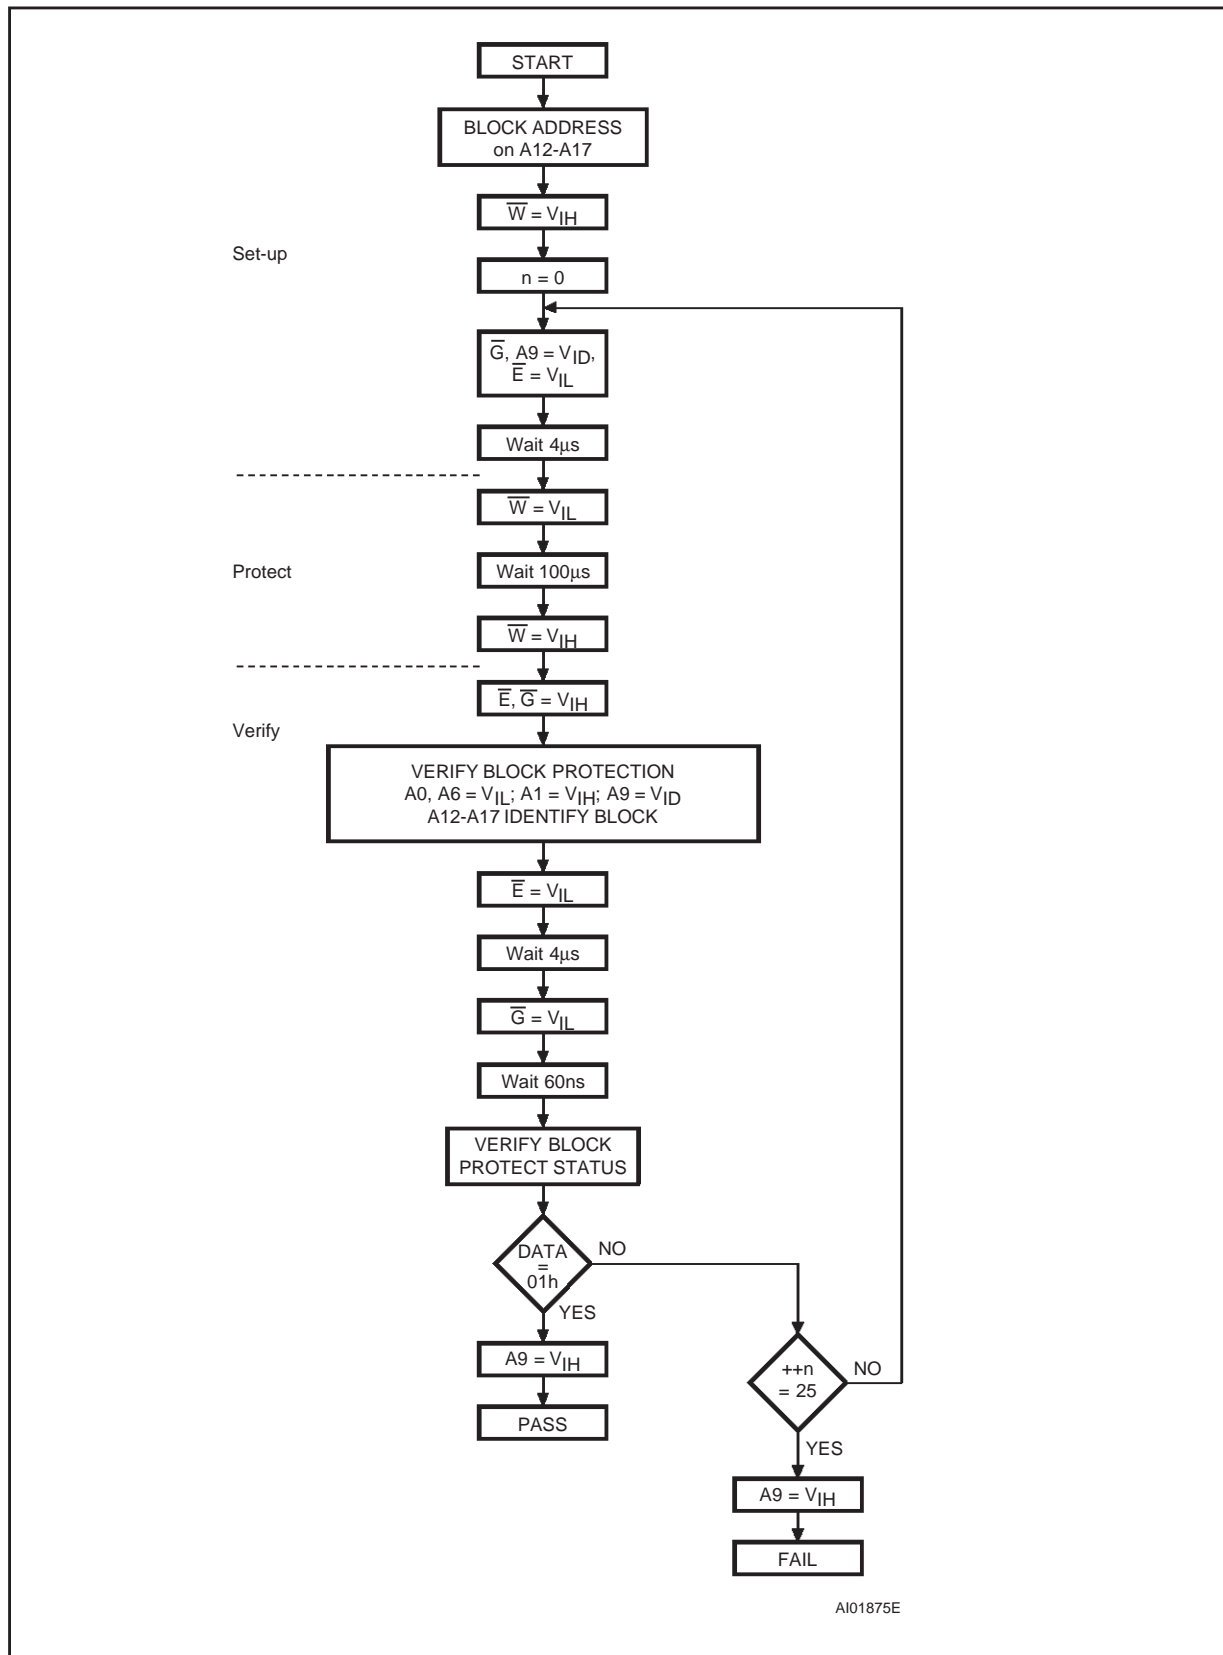 START
BLOCK ADDRESS
on A12-A17
W̅ = VIH
Set-up
n = 0
G̅, A9 = VID,
E̅ = VIL
Wait 4µs
W̅ = VIL
Protect
Wait 100µs
W̅ = VIH
E̅, G̅ = VIH
Verify
VERIFY BLOCK PROTECTION
A0, A6 = VIL; A1 = VIH; A9 = VID
A12-A17 IDENTIFY BLOCK
E̅ = VIL
Wait 4µs
G̅ = VIL
Wait 60ns
VERIFY BLOCK
PROTECT STATUS
DATA
=
01h
NO
YES
A9 = VIH
PASS
++n
= 25
NO
YES
A9 = VIH
FAIL
AI01875E